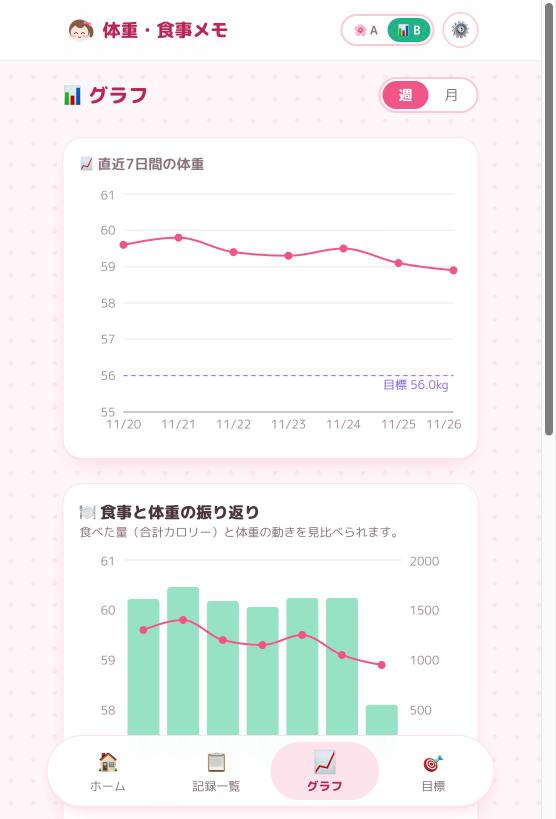 体重・食事メモ
A
B
グラフ
週
月
直近7日間の体重
61
60
59
58
57
56
55
目標 56.0kg
11/20 11/21 11/22 11/23 11/24 11/25 11/26
食事と体重の振り返り
食べた量（合計カロリー）と体重の動きを見比べられます。
61 2000
60 1500
59 1000
58 500
ホーム 記録一覧 グラフ 目標